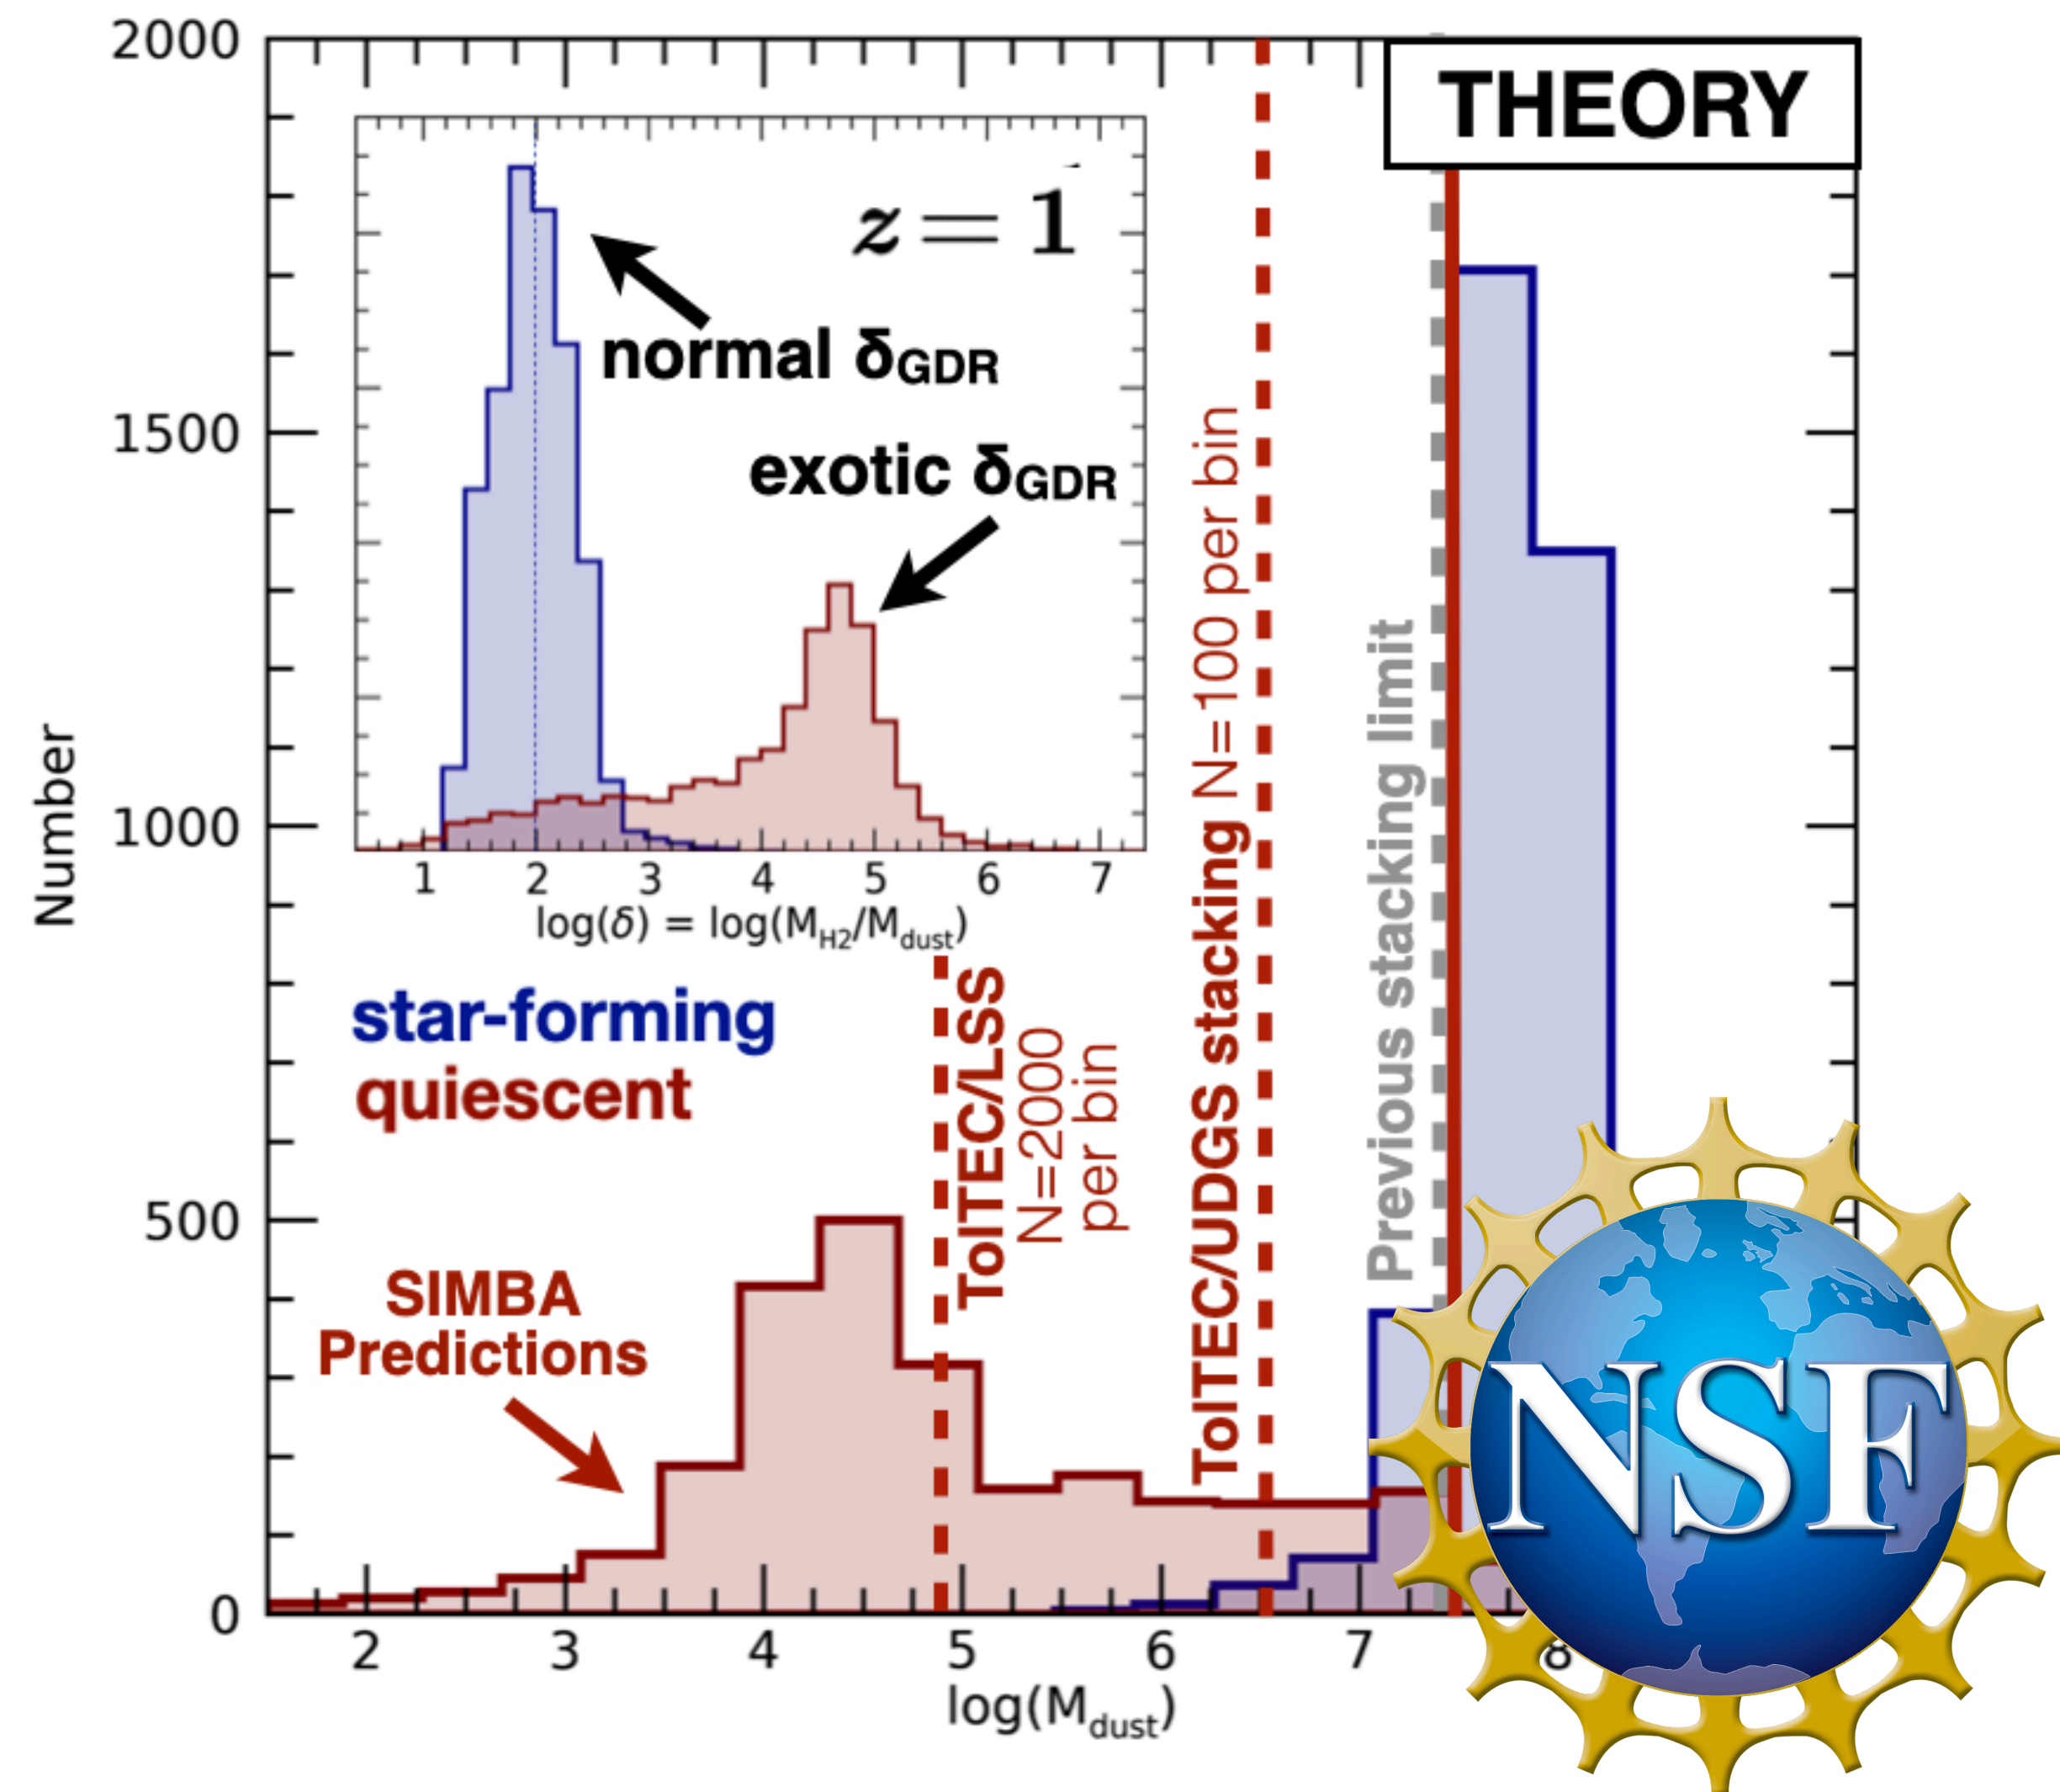 2000
1500
1000
500
0
Number
THEORY
z = 1
normal δGDR
exotic δGDR
1 2 3 4 5 6 7
log(δ) = log(MH2/Mdust)
star-forming
quiescent
SIMBA
Predictions
TolTEC/LSS
N=2000
per bin
TolTEC/UDGS stacking N=100 per bin
Previous stacking limit
NSF
2 3 4 5 6 7 8
log(Mdust)